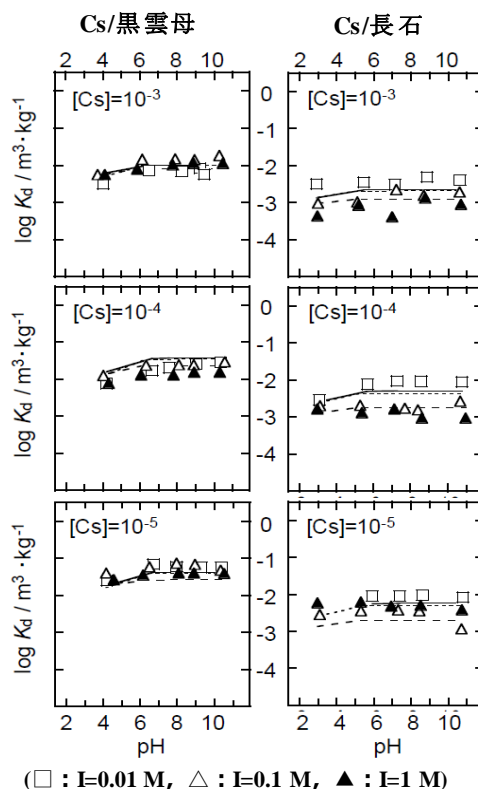 Cs/黒雲母 Cs/長石
2 4 6 8 10 2 4 6 8 10
[Cs]=10-3 0 [Cs]=10-3
-1
-2
-3
-4
log Kd / m3·kg-1
[Cs]=10-4 0 [Cs]=10-4
-1
-2
-3
-4
log Kd / m3·kg-1
[Cs]=10-5 0 [Cs]=10-5
-1
-2
-3
-4
log Kd / m3·kg-1
-5
2 4 6 8 10 2 4 6 8 10
pH pH
(□：I=0.01 M, △：I=0.1 M, ▲：I=1 M)